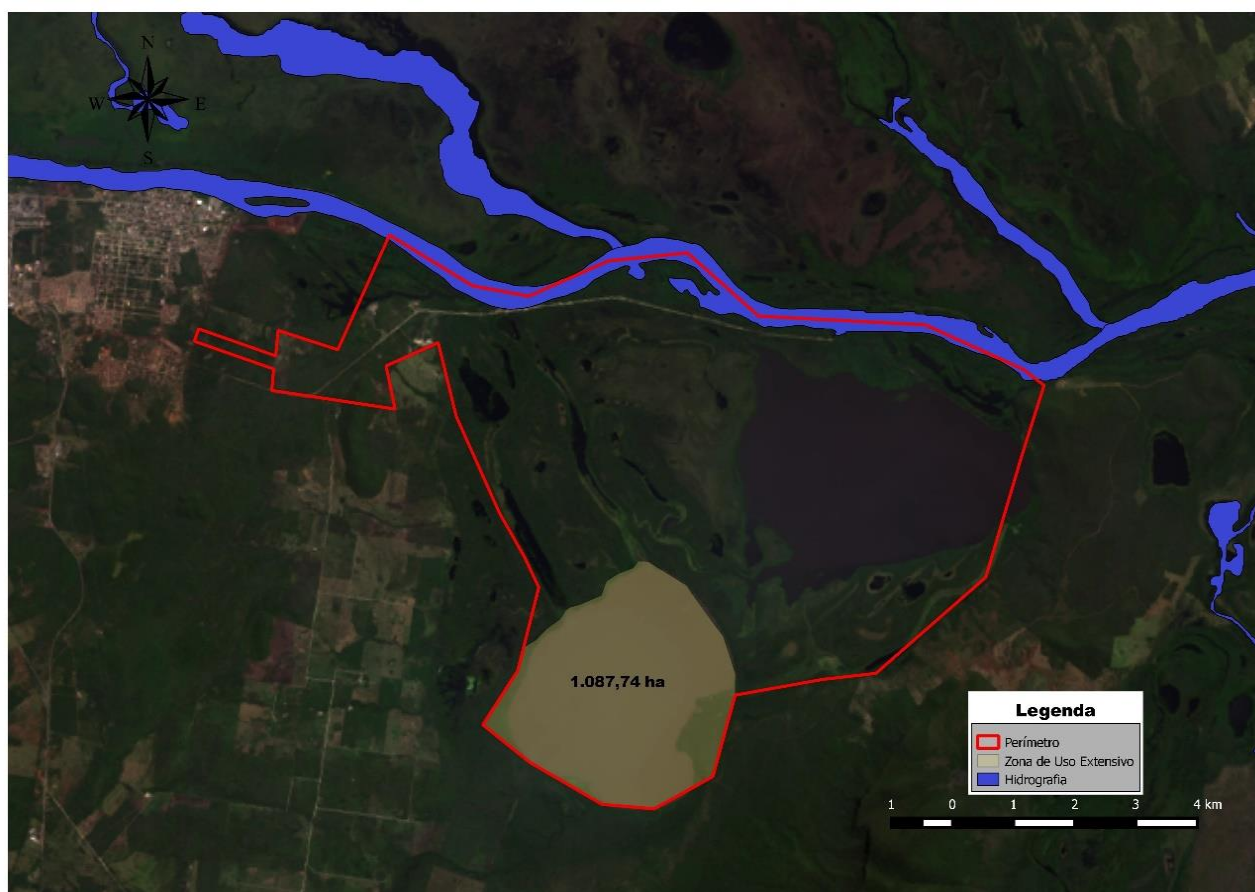 N
W E
S
1.087,74 ha
Legenda
Perímetro
Zona de Uso Extensivo
Hidrografia
1 0 1 2 3 4 km